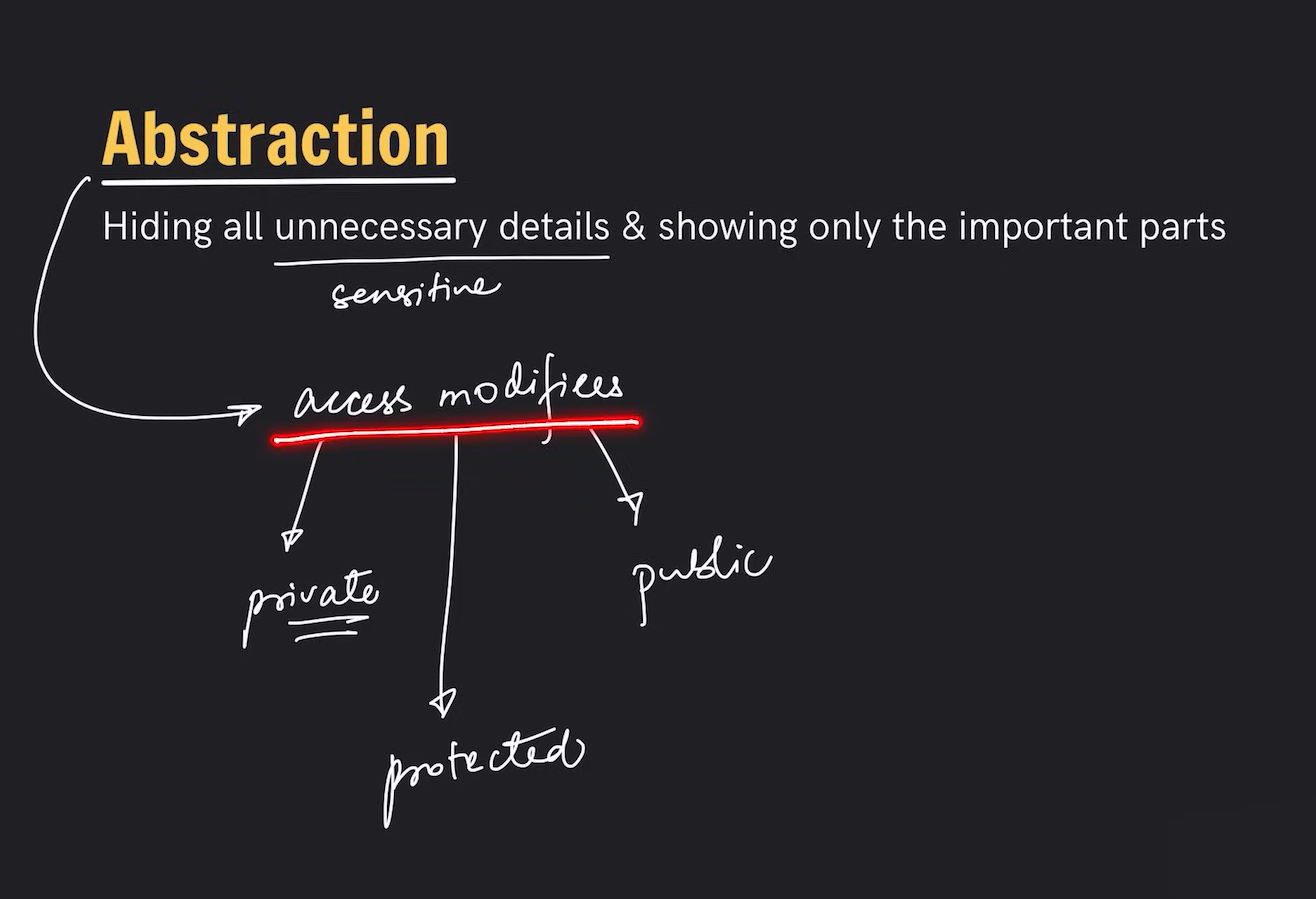 Abstraction
Hiding all unnecessary details & showing only the important parts
sensitive
access modifiers
private
public
protected